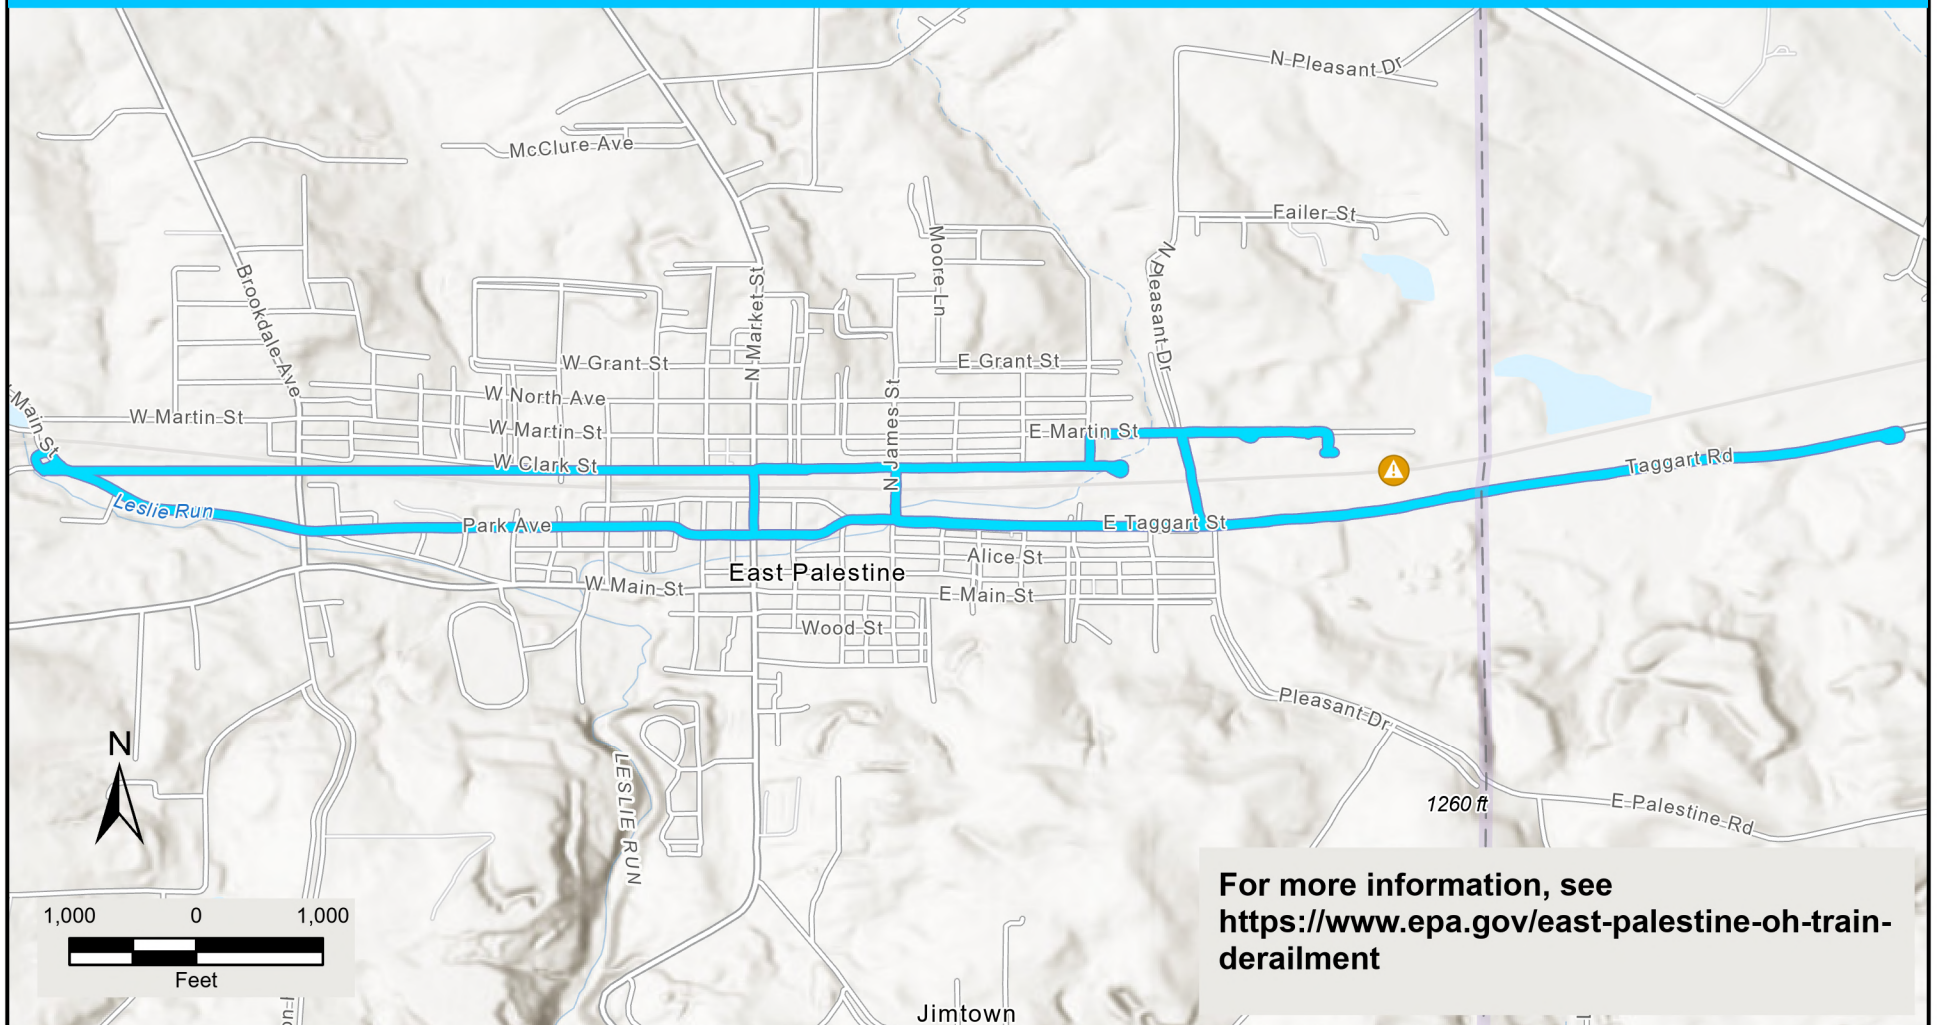 N Pleasant Dr
McClure Ave
Failer St
Moore Ln
N Pleasant Dr
Brookdale Ave
N Market St
W Grant St
E Grant St
W North Ave
N James St
Main St
W Martin St
W Martin St
E Martin St
W Clark St
Taggart Rd
Leslie Run
Park Ave
E Taggart St
Alice St
East Palestine
W Main St
E Main St
Wood St
Pleasant Dr
N
LESLIE RUN
1260 ft
E Palestine Rd
For more information, see
https://www.epa.gov/east-palestine-oh-train-
derailment
1,000 0 1,000
Feet
Jimtown